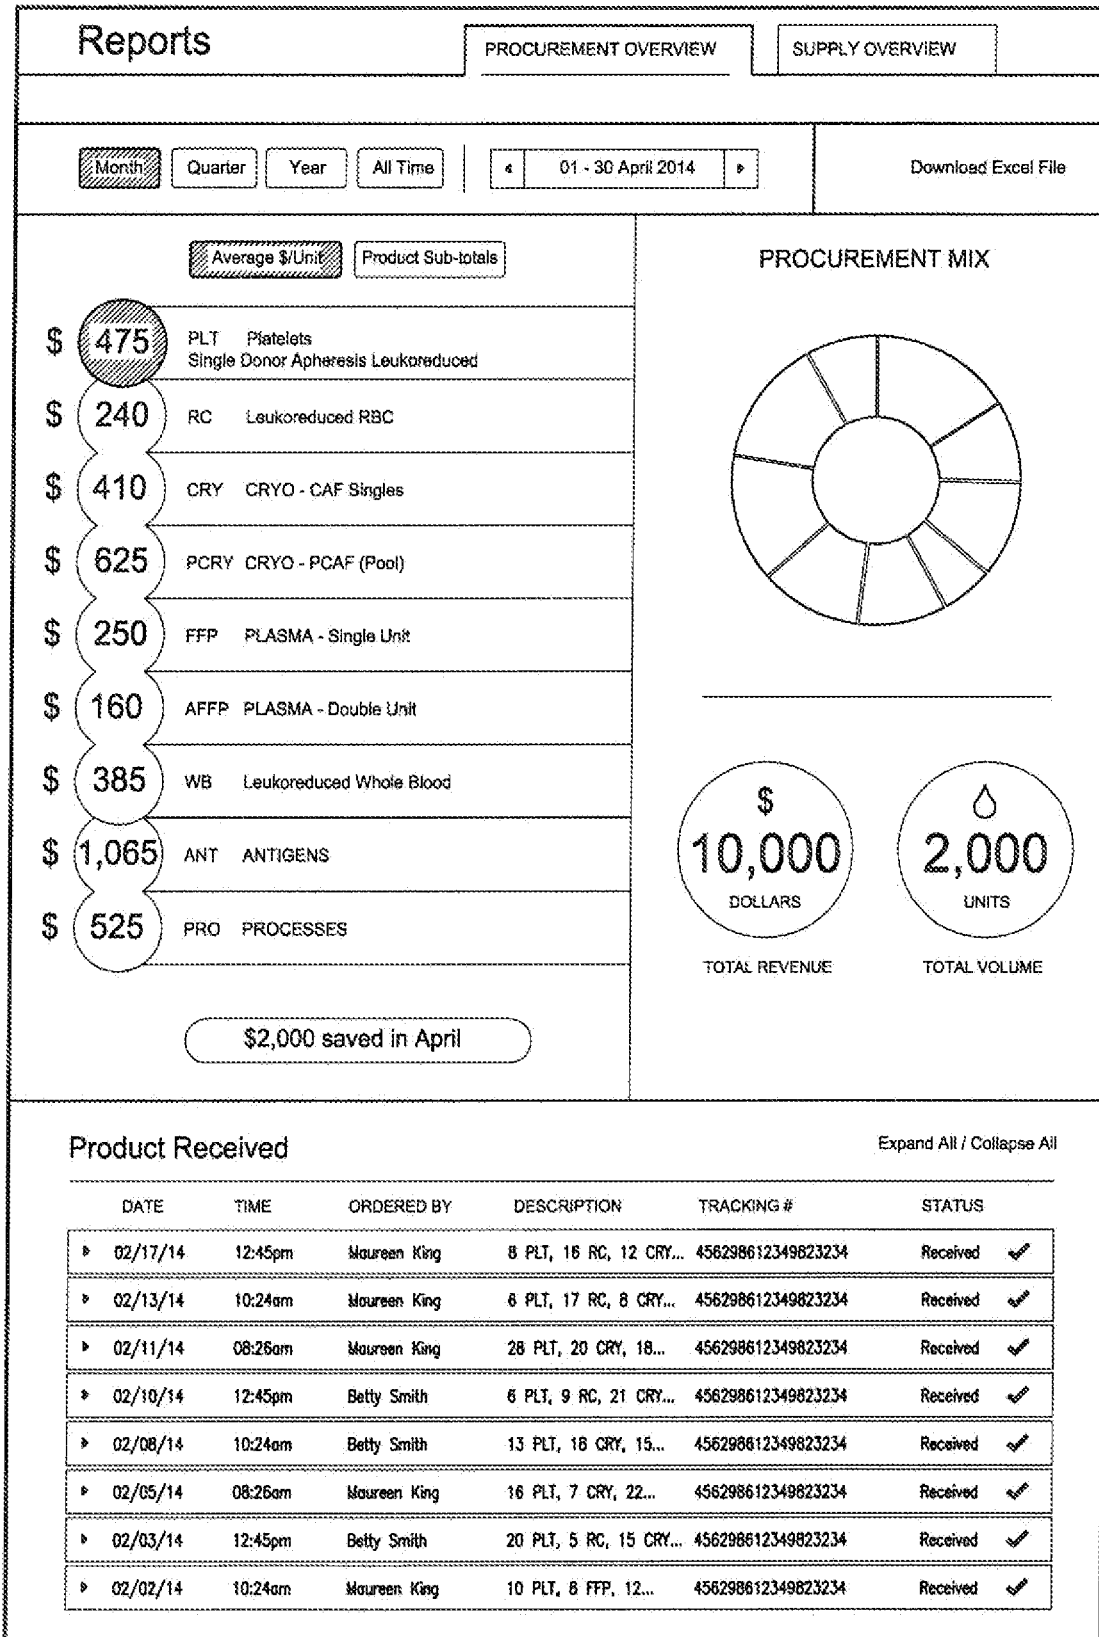 Reports
PROCUREMENT OVERVIEW
SUPPLY OVERVIEW
Month Quarter Year All Time 01 - 30 April 2014 Download Excel File
Average $/Unit Product Sub-totals
$ 475 PLT Platelets
Single Donor Apheresis Leukoreduced
$ 240 RC Leukoreduced RBC
$ 410 CRY CRYO - CAF Singles
$ 625 PCRY CRYO - PCAF (Pool)
$ 250 FFP PLASMA - Single Unit
$ 160 AFFP PLASMA - Double Unit
$ 385 WB Leukoreduced Whole Blood
$ 1,065 ANT ANTIGENS
$ 525 PRO PROCESSES
$2,000 saved in April
PROCUREMENT MIX
$
10,000
DOLLARS
TOTAL REVENUE
2,000
UNITS
TOTAL VOLUME
Product Received
Expand All / Collapse All
DATE TIME ORDERED BY DESCRIPTION TRACKING # STATUS
02/17/14 12:45pm Maureen King 8 PLT, 16 RC, 12 CRY... 456298612349823234 Received
02/13/14 10:24am Maureen King 6 PLT, 17 RC, 8 CRY... 456298612349823234 Received
02/11/14 08:26am Maureen King 28 PLT, 20 CRY, 18... 456298612349823234 Received
02/10/14 12:45pm Betty Smith 6 PLT, 9 RC, 21 CRY... 456298612349823234 Received
02/08/14 10:24am Betty Smith 13 PLT, 18 CRY, 15... 456298612349823234 Received
02/05/14 08:26am Maureen King 16 PLT, 7 CRY, 22... 456298612349823234 Received
02/03/14 12:45pm Betty Smith 20 PLT, 5 RC, 15 CRY... 456298612349823234 Received
02/02/14 10:24am Maureen King 10 PLT, 8 FFP, 12... 456298612349823234 Received